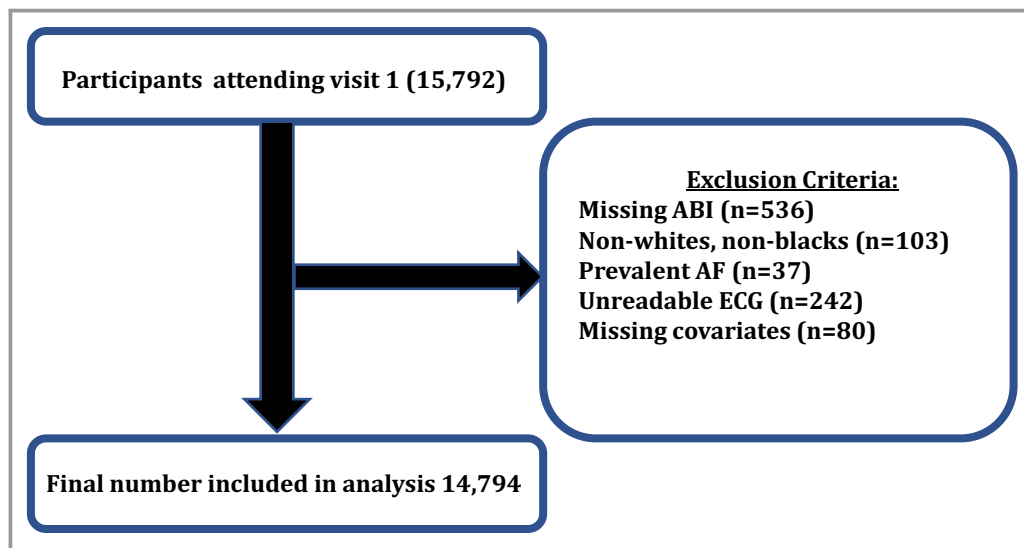 Participants attending visit 1 (15,792)
Exclusion Criteria:
Missing ABI (n=536)
Non-whites, non-blacks (n=103)
Prevalent AF (n=37)
Unreadable ECG (n=242)
Missing covariates (n=80)
Final number included in analysis 14,794